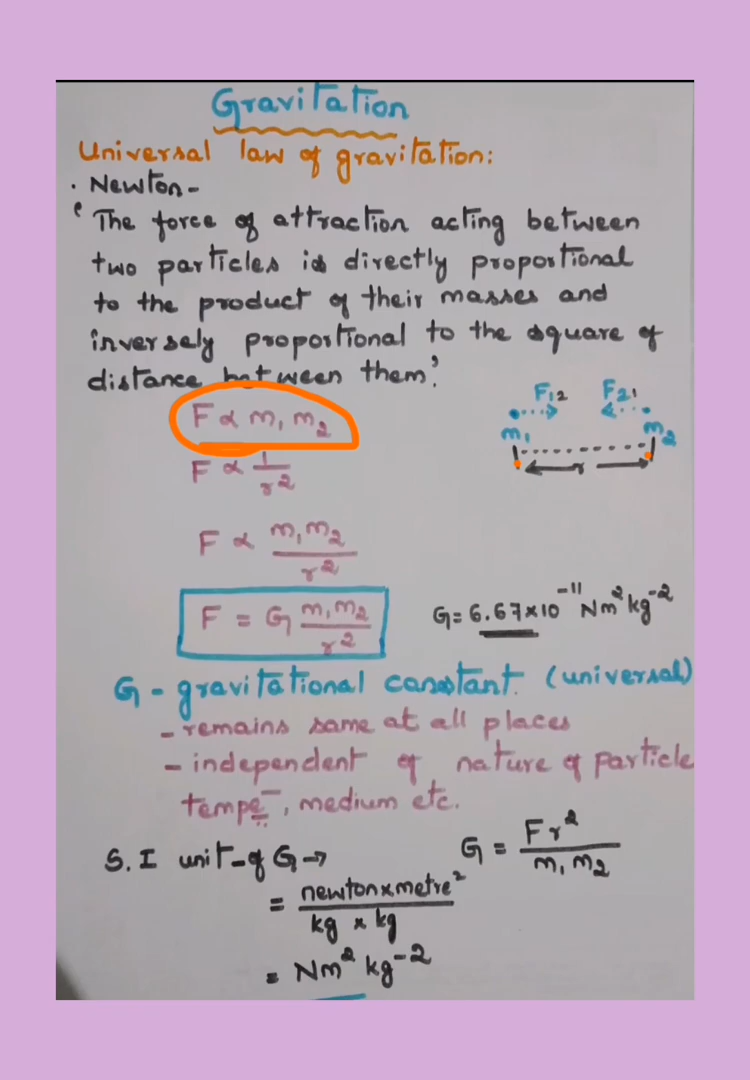 Gravitation
Universal law of gravitation:
. Newton -
‘The force of attraction acting between
two particles is directly proportional
to the product of their masses and
inversely proportional to the square of
distance between them’.
F ∝ m₁ m₂
F₁₂ F₂₁
m₁ m₂
r
F ∝ 1/r²
F ∝ m₁m₂/r²
F = G m₁m₂/r²
G = 6.67×10⁻¹¹ Nm² kg⁻²
G - gravitational constant. (universal)
- remains same at all places
- independent of nature of particle
tempe, medium etc.
S.I unit of G →
G = Fr²/m₁ m₂
= newton×metre²/kg × kg
= Nm² kg⁻²